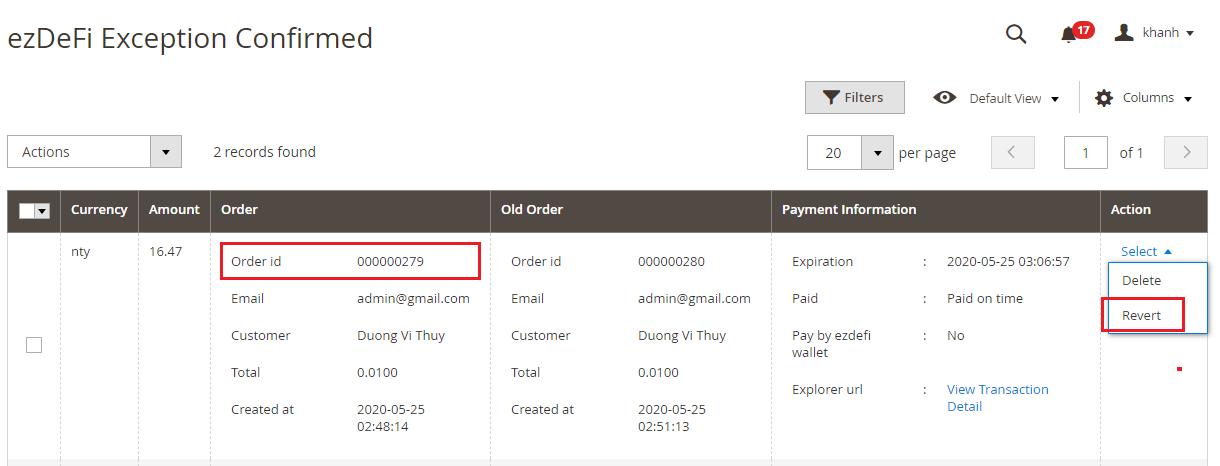 ezDeFi Exception Confirmed
17
khanh
Filters
Default View
Columns
Actions
2 records found
20
per page
1
of 1
Currency Amount Order Old Order Payment Information Action
nty 16.47 Order id 000000279 Order id 000000280 Expiration : 2020-05-25 03:06:57 Select
Delete
Email admin@gmail.com Email admin@gmail.com Paid : Paid on time
Revert
Customer Duong Vi Thuy Customer Duong Vi Thuy Pay by ezdefi : No
wallet
Total 0.0100 Total 0.0100
Explorer url : View Transaction
Detail
Created at 2020-05-25 Created at 2020-05-25
02:48:14 02:51:13